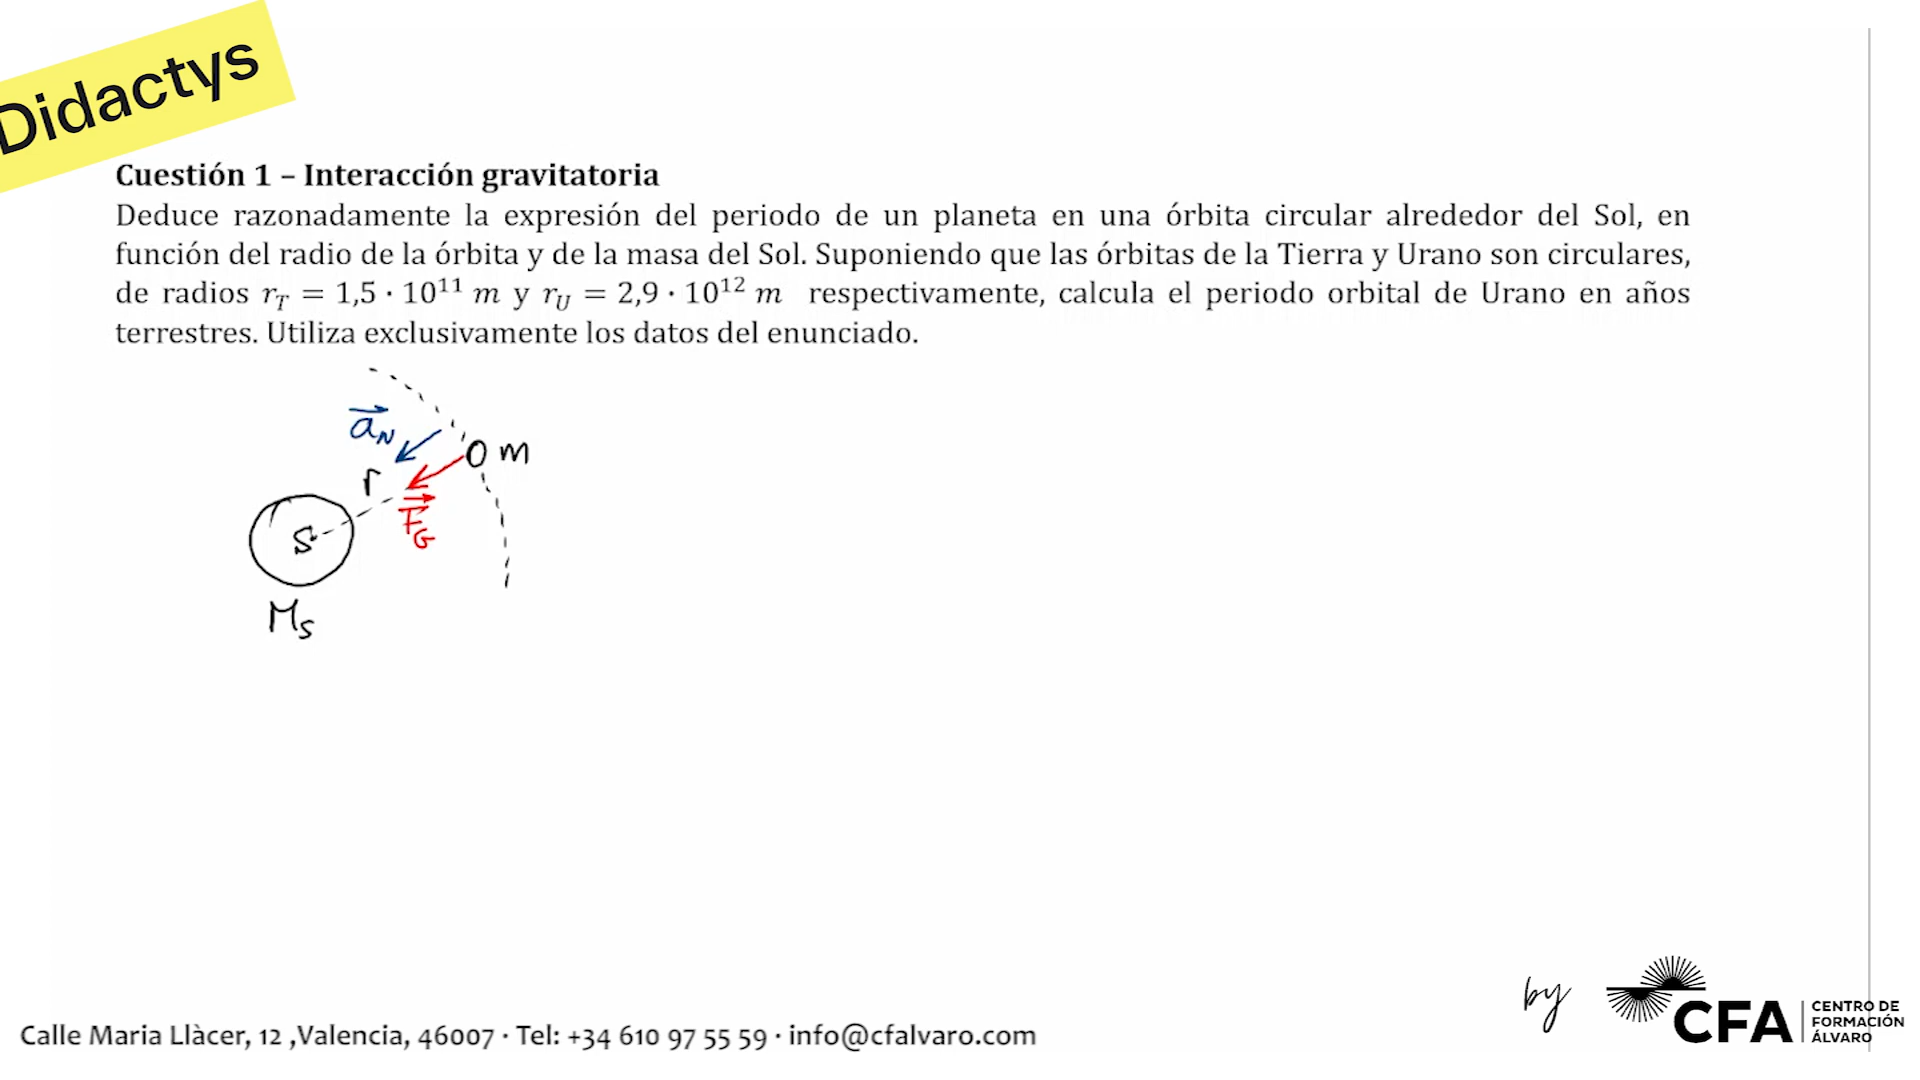 Didactys
Cuestión 1 – Interacción gravitatoria
Deduce razonadamente la expresión del periodo de un planeta en una órbita circular alrededor del Sol, en
función del radio de la órbita y de la masa del Sol. Suponiendo que las órbitas de la Tierra y Urano son circulares,
de radios r_T = 1,5 · 10^11 m y r_U = 2,9 · 10^12 m respectivamente, calcula el periodo orbital de Urano en años
terrestres. Utiliza exclusivamente los datos del enunciado.
a_N
m
r
F_G
S
M_S
by
CFA
CENTRO DE
FORMACIÓN
ÁLVARO
Calle Maria Llàcer, 12 ,Valencia, 46007 · Tel: +34 610 97 55 59 · info@cfalvaro.com